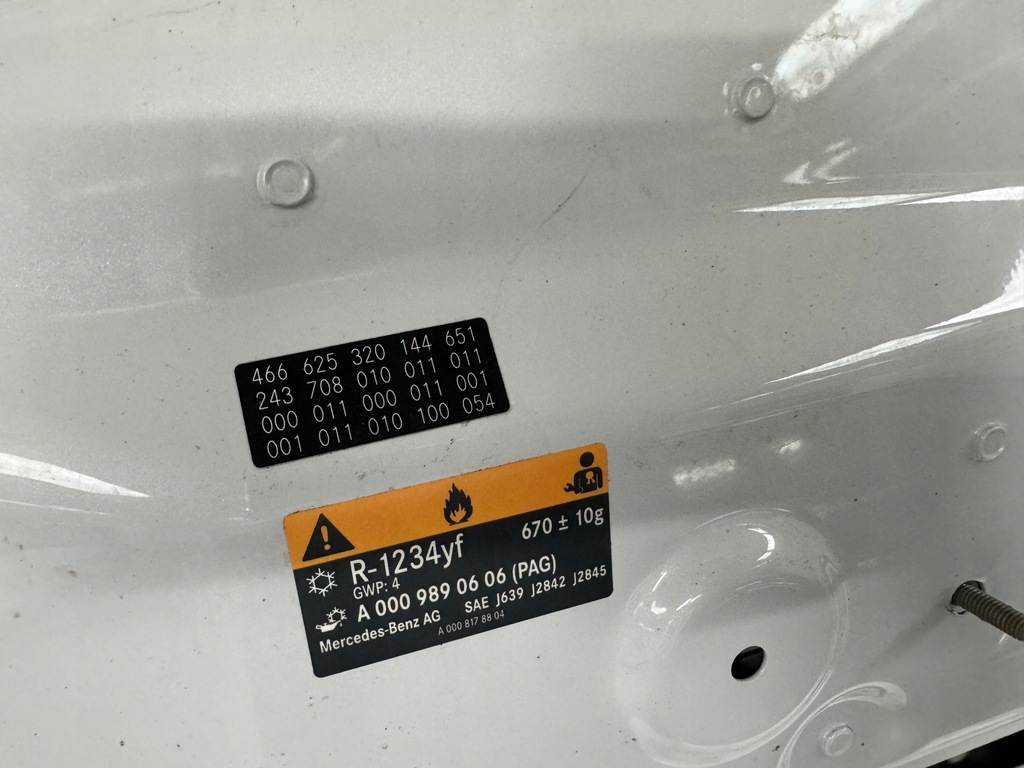 466 625 320 144 651
243 708 010 011 011
000 011 000 011 001
001 011 010 100 054
R-1234yf 670 ± 10g
GWP: 4
A 000 989 06 06 (PAG)
Mercedes-Benz AG SAE J639 J2842 J2845
A 000 817 88 04